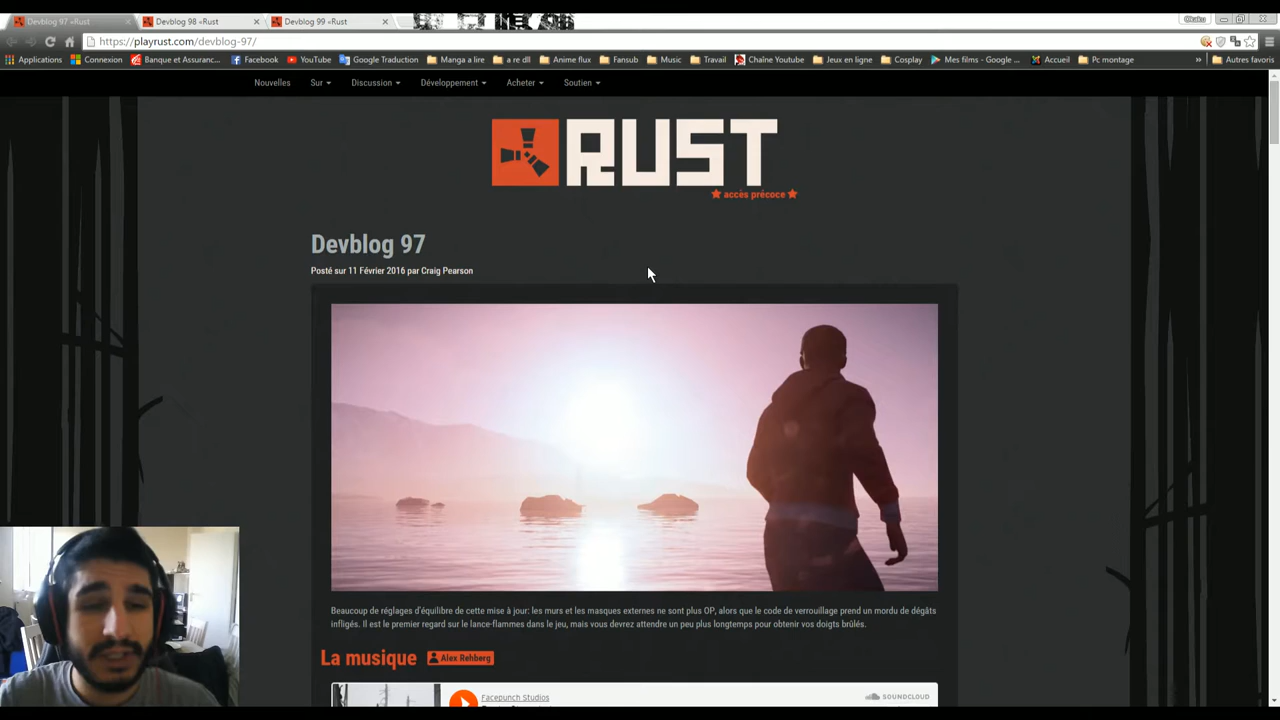 Devblog 97 «Rust
Devblog 98 «Rust
Devblog 99 «Rust
Otaku
https://playrust.com/devblog-97/
Applications
Connexion
Banque et Assuranc...
Facebook
YouTube
Google Traduction
Manga a lire
a re dll
Anime flux
Fansub
Music
Travail
Chaîne Youtube
Jeux en ligne
Cosplay
Mes films - Google ...
Accueil
Pc montage
»
Autres favoris
Nouvelles
Sur
Discussion
Développement
Acheter
Soutien
RUST
accès précoce
Devblog 97
Posté sur 11 Février 2016 par Craig Pearson
Beaucoup de réglages d'équilibre de cette mise à jour: les murs et les masques externes ne sont plus OP, alors que le code de verrouillage prend un mordu de dégâts
infligés. Il est le premier regard sur le lance-flammes dans le jeu, mais vous devrez attendre un peu plus longtemps pour obtenir vos doigts brûlés.
La musique
Alex Rehberg
Facepunch Studios
SOUNDCLOUD